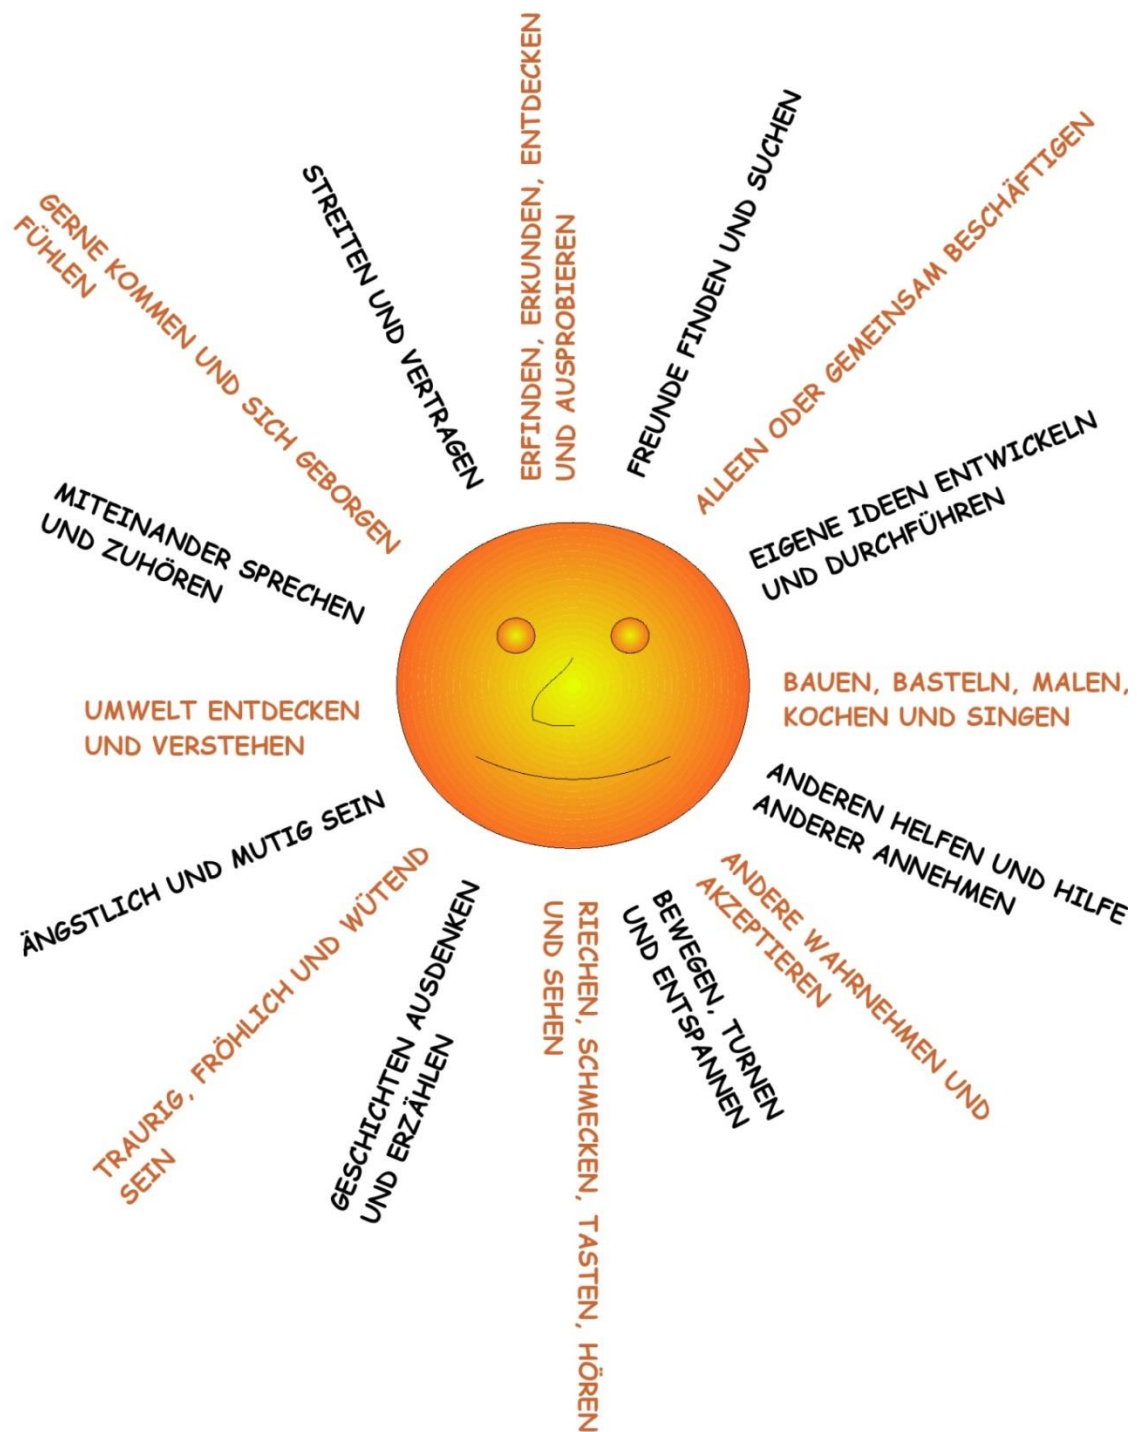 ERFINDEN, ERKUNDEN, ENTDECKEN
UND AUSPROBIEREN
FREUNDE FINDEN UND SUCHEN
ALLEIN ODER GEMEINSAM BESCHÄFTIGEN
EIGENE IDEEN ENTWICKELN
UND DURCHFÜHREN
BAUEN, BASTELN, MALEN,
KOCHEN UND SINGEN
ANDEREN HELFEN UND HILFE
ANDERER ANNEHMEN
ANDERE WAHRNEHMEN UND
AKZEPTIEREN
BEWEGEN, TURNEN
UND ENTSPANNEN
RIECHEN, SCHMECKEN, TASTEN, HÖREN
UND SEHEN
GESCHICHTEN AUSDENKEN
UND ERZÄHLEN
TRAURIG, FRÖHLICH UND WÜTEND
SEIN
ÄNGSTLICH UND MUTIG SEIN
UMWELT ENTDECKEN
UND VERSTEHEN
MITEINANDER SPRECHEN
UND ZUHÖREN
GERNE KOMMEN UND SICH GEBORGEN
FÜHLEN
STREITEN UND VERTRAGEN